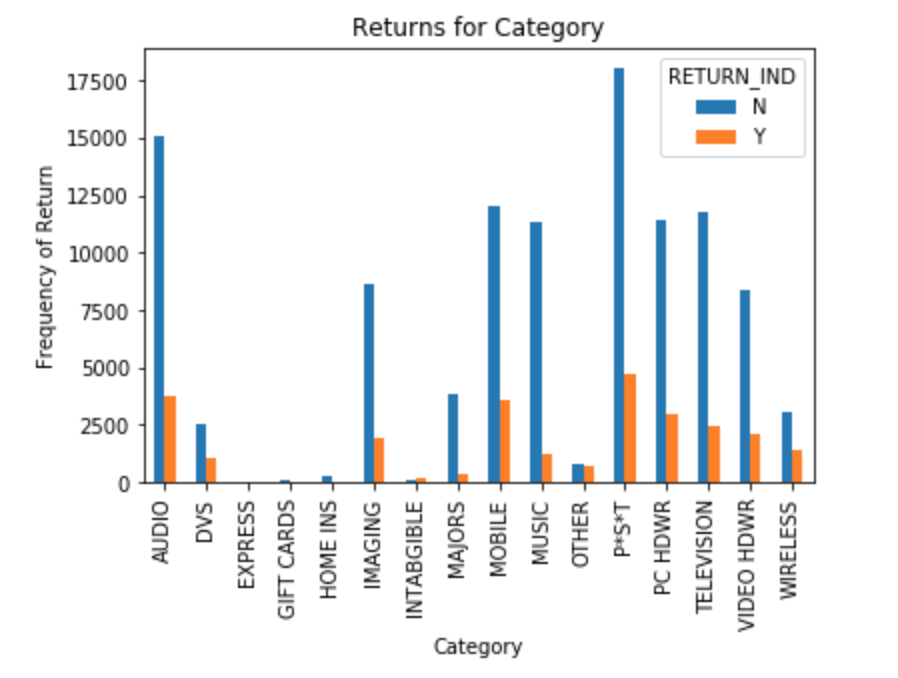 Returns for Category
RETURN_IND
N
Y
Frequency of Return
17500
15000
12500
10000
7500
5000
2500
0
AUDIO
DVS
EXPRESS
GIFT CARDS
HOME INS
IMAGING
INTABGIBLE
MAJORS
MOBILE
MUSIC
OTHER
P*S*T
PC HDWR
TELEVISION
VIDEO HDWR
WIRELESS
Category